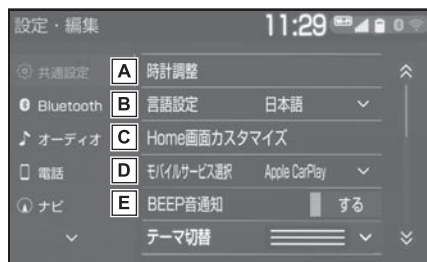 設定・編集 11:29 0
共通設定 A 時計調整
Bluetooth B 言語設定 日本語
オーディオ C Home画面カスタマイズ
電話 D モバイルサービス選択 Apple CarPlay
ナビ E BEEP音通知 する
テーマ切替